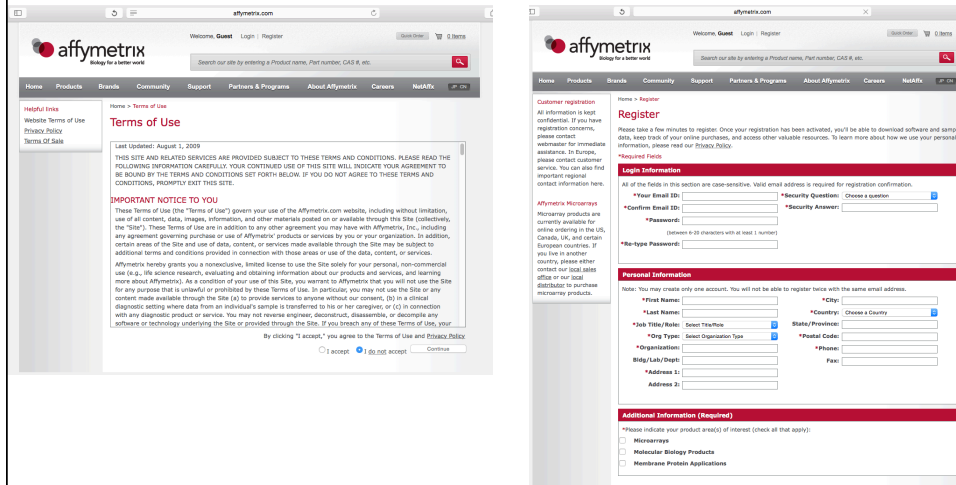 affymetrix.com
affymetrix
Biology for a better world
Welcome, Guest Login | Register
Quick Order 0 Items
Search our site by entering a Product name, Part number, CAS #, etc.
Home Products Brands Community Support Partners & Programs About Affymetrix Careers NetAffx JP CN
Helpful links
Website Terms of Use
Privacy Policy
Terms Of Sale
Home > Terms of Use
Terms of Use
Last Updated: August 1, 2009
THIS SITE AND RELATED SERVICES ARE PROVIDED SUBJECT TO THESE TERMS AND CONDITIONS. PLEASE READ THE
FOLLOWING INFORMATION CAREFULLY. YOUR CONTINUED USE OF THIS SITE WILL INDICATE YOUR AGREEMENT TO
BE BOUND BY THE TERMS AND CONDITIONS SET FORTH BELOW. IF YOU DO NOT AGREE TO THESE TERMS AND
CONDITIONS, PROMPTLY EXIT THIS SITE.
IMPORTANT NOTICE TO YOU
These Terms of Use (the "Terms of Use") govern your use of the Affymetrix.com website, including without limitation,
use of all content, data, images, information, and other materials posted on or available through this Site (collectively,
the "Site"). These Terms of Use are in addition to any other agreement you may have with Affymetrix, Inc., including
any agreement governing purchase or use of Affymetrix' products or services by you or your organization. In addition,
certain areas of the Site and use of data, content, or services made available through the Site may be subject to
additional terms and conditions provided in connection with those areas or use of the data, content, or services.
Affymetrix hereby grants you a nonexclusive, limited license to use the Site solely for your personal, non-commercial
use (e.g., life science research, evaluating and obtaining information about our products and services, and learning
more about Affymetrix). As a condition of your use of this Site, you warrant to Affymetrix that you will not use the Site
for any purpose that is unlawful or prohibited by these Terms of Use. In particular, you may not use the Site or any
content made available through the Site (a) to provide services to anyone without our consent, (b) in a clinical
diagnostic setting where data from an individual's sample is transferred to his or her caregiver, or (c) in connection
with any diagnostic product or service. You may not reverse engineer, deconstruct, disassemble, or decompile any
software or technology underlying the Site or provided through the Site. If you breach any of these Terms of Use, your
By clicking "I accept," you agree to the Terms of Use and Privacy Policy
I accept I do not accept Continue
affymetrix.com
affymetrix
Biology for a better world
Welcome, Guest Login | Register
Quick Order 0 Items
Search our site by entering a Product name, Part number, CAS #, etc.
Home Products Brands Community Support Partners & Programs About Affymetrix Careers NetAffx JP CN
Customer registration
All information is kept
confidential. If you have
registration concerns,
please contact
webmaster for immediate
assistance. In Europe,
please contact customer
service. You can also find
important regional
contact information here.
Affymetrix Microarrays
Microarray products are
currently available for
online ordering in the US,
Canada, UK, and certain
European countries. If
you live in another
country, please either
contact our local sales
office or our local
distributor to purchase
microarray products.
Home > Register
Register
Please take a few minutes to register. Once your registration has been activated, you'll be able to download software and samp
data, keep track of your online orders, and access other valuable resources. To learn more about how we use your personal
information, please read our Privacy Policy.
*Required Fields
Login Information
All of the fields in this section are case-sensitive. Valid email address is required for registration confirmation.
*Your Email ID: *Security Question: Choose a question
*Confirm Email ID: *Security Answer:
*Password:
(between 6-20 characters with at least 1 number)
*Re-type Password:
Personal Information
Note: You may create only one account. You will not be able to register twice with the same email address.
*First Name: *City:
*Last Name: *Country: Choose a Country
*Job Title/Role: Select Title/Role State/Province:
*Org Type: Select Organization Type *Postal Code:
*Organization: *Phone:
Bldg/Lab/Dept: Fax:
*Address 1:
Address 2:
Additional Information (Required)
*Please indicate your product area(s) of interest (check all that apply):
Microarrays
Molecular Biology Products
Membrane Protein Applications